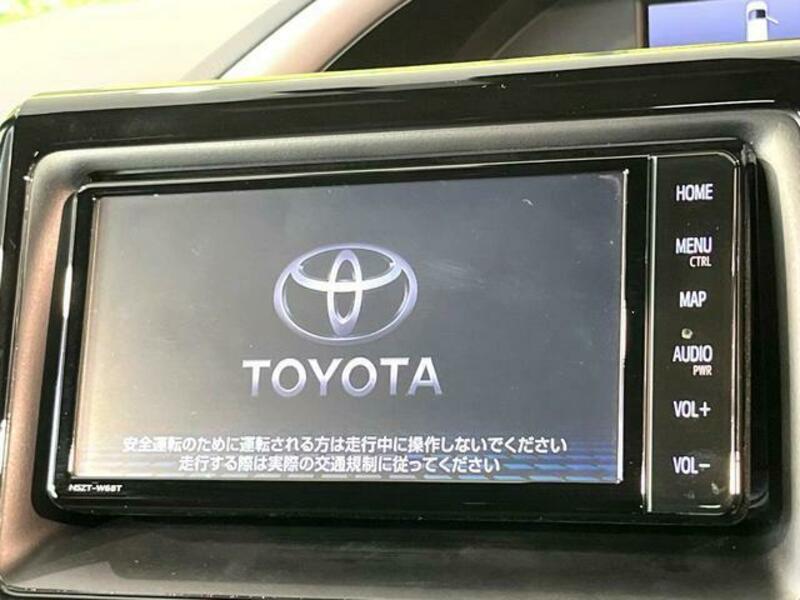 HOME
MENU
CTRL
MAP
AUDIO
PWR
VOL+
VOL-
TOYOTA
安全運転のために運転される方は走行中に操作しないでください
走行する際は実際の交通規制に従ってください
NSZT-W68T